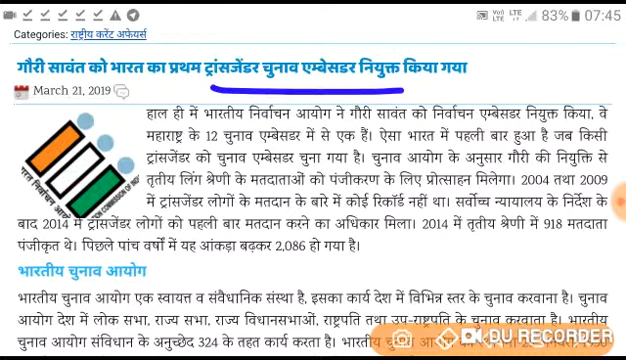 Voi) LTE 83% 07:45
Categories: राष्ट्रीय करेंट अफेयर्स
गौरी सावंत को भारत का प्रथम ट्रांसजेंडर चुनाव एम्बेसडर नियुक्त किया गया
March 21, 2019
हाल ही में भारतीय निर्वाचन आयोग ने गौरी सावंत को निर्वाचन एम्बेसडर नियुक्त किया, वे
महाराष्ट्र के 12 चुनाव एम्बेसडर में से एक हैं। ऐसा भारत में पहली बार हुआ है जब किसी
ट्रांसजेंडर को चुनाव एम्बेसडर चुना गया है। चुनाव आयोग के अनुसार गौरी की नियुक्ति से
तृतीय लिंग श्रेणी के मतदाताओं को पंजीकरण के लिए प्रोत्साहन मिलेगा। 2004 तथा 2009
में ट्रांसजेंडर लोगों के मतदान के बारे में कोई रिकॉर्ड नहीं था। सर्वोच्च न्यायालय के निर्देश के
बाद 2014 में ट्रांसजेंडर लोगों को पहली बार मतदान करने का अधिकार मिला। 2014 में तृतीय श्रेणी में 918 मतदाता
पंजीकृत थे। पिछले पांच वर्षों में यह आंकड़ा बढ़कर 2,086 हो गया है।
भारतीय चुनाव आयोग
भारतीय चुनाव आयोग एक स्वायत्त व संवैधानिक संस्था है, इसका कार्य देश में विभिन्न स्तर के चुनाव करवाना है। चुनाव
आयोग देश में लोक सभा, राज्य सभा, राज्य विधानसभाओं, राष्ट्रपति तथा उप-राष्ट्रपति के चुनाव करवाता है। भारतीय
चुनाव आयोग संविधान के अनुच्छेद 324 के तहत कार्य करता है। भारतीय
DU RECORDER